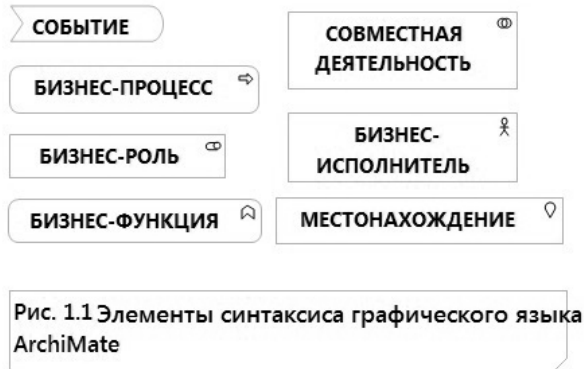 СОБЫТИЕ
БИЗНЕС-ПРОЦЕСС
БИЗНЕС-РОЛЬ
БИЗНЕС-ФУНКЦИЯ
СОВМЕСТНАЯ
ДЕЯТЕЛЬНОСТЬ
БИЗНЕС-
ИСПОЛНИТЕЛЬ
МЕСТОНАХОЖДЕНИЕ
Рис. 1.1 Элементы синтаксиса графического языка
ArchiMate